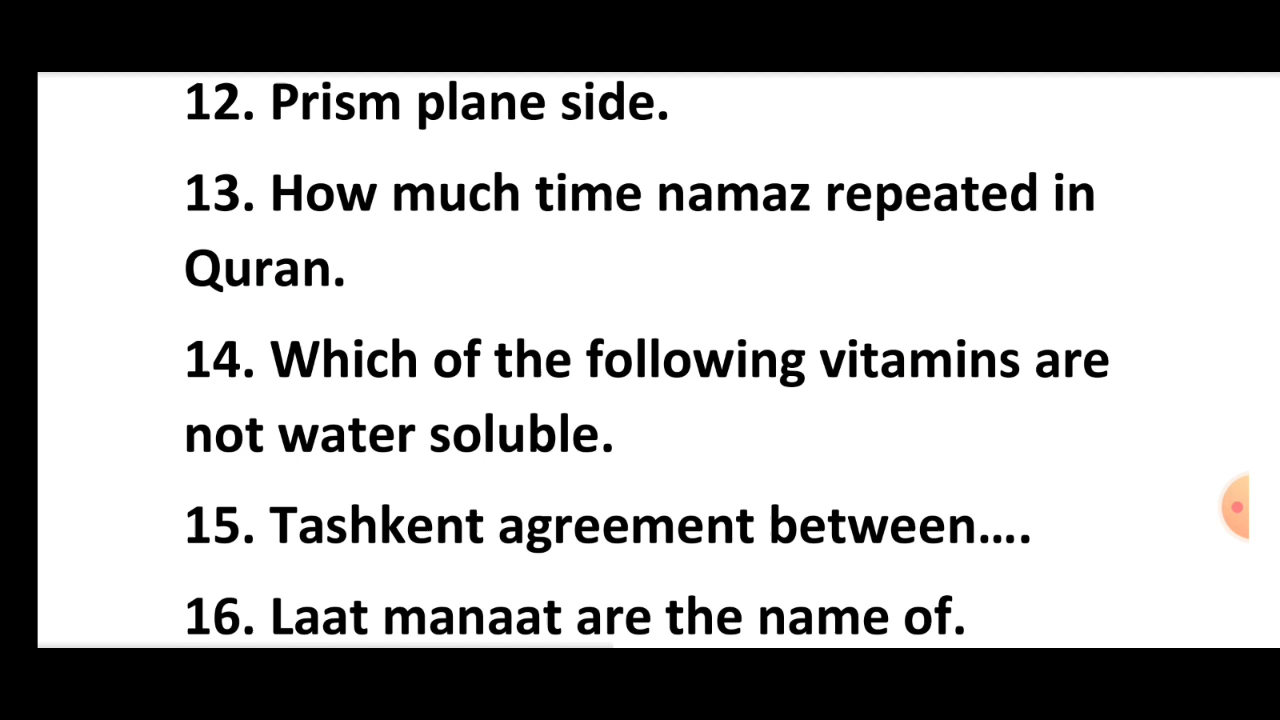 12. Prism plane side.
13. How much time namaz repeated in
Quran.
14. Which of the following vitamins are
not water soluble.
15. Tashkent agreement between....
16. Laat manaat are the name of.